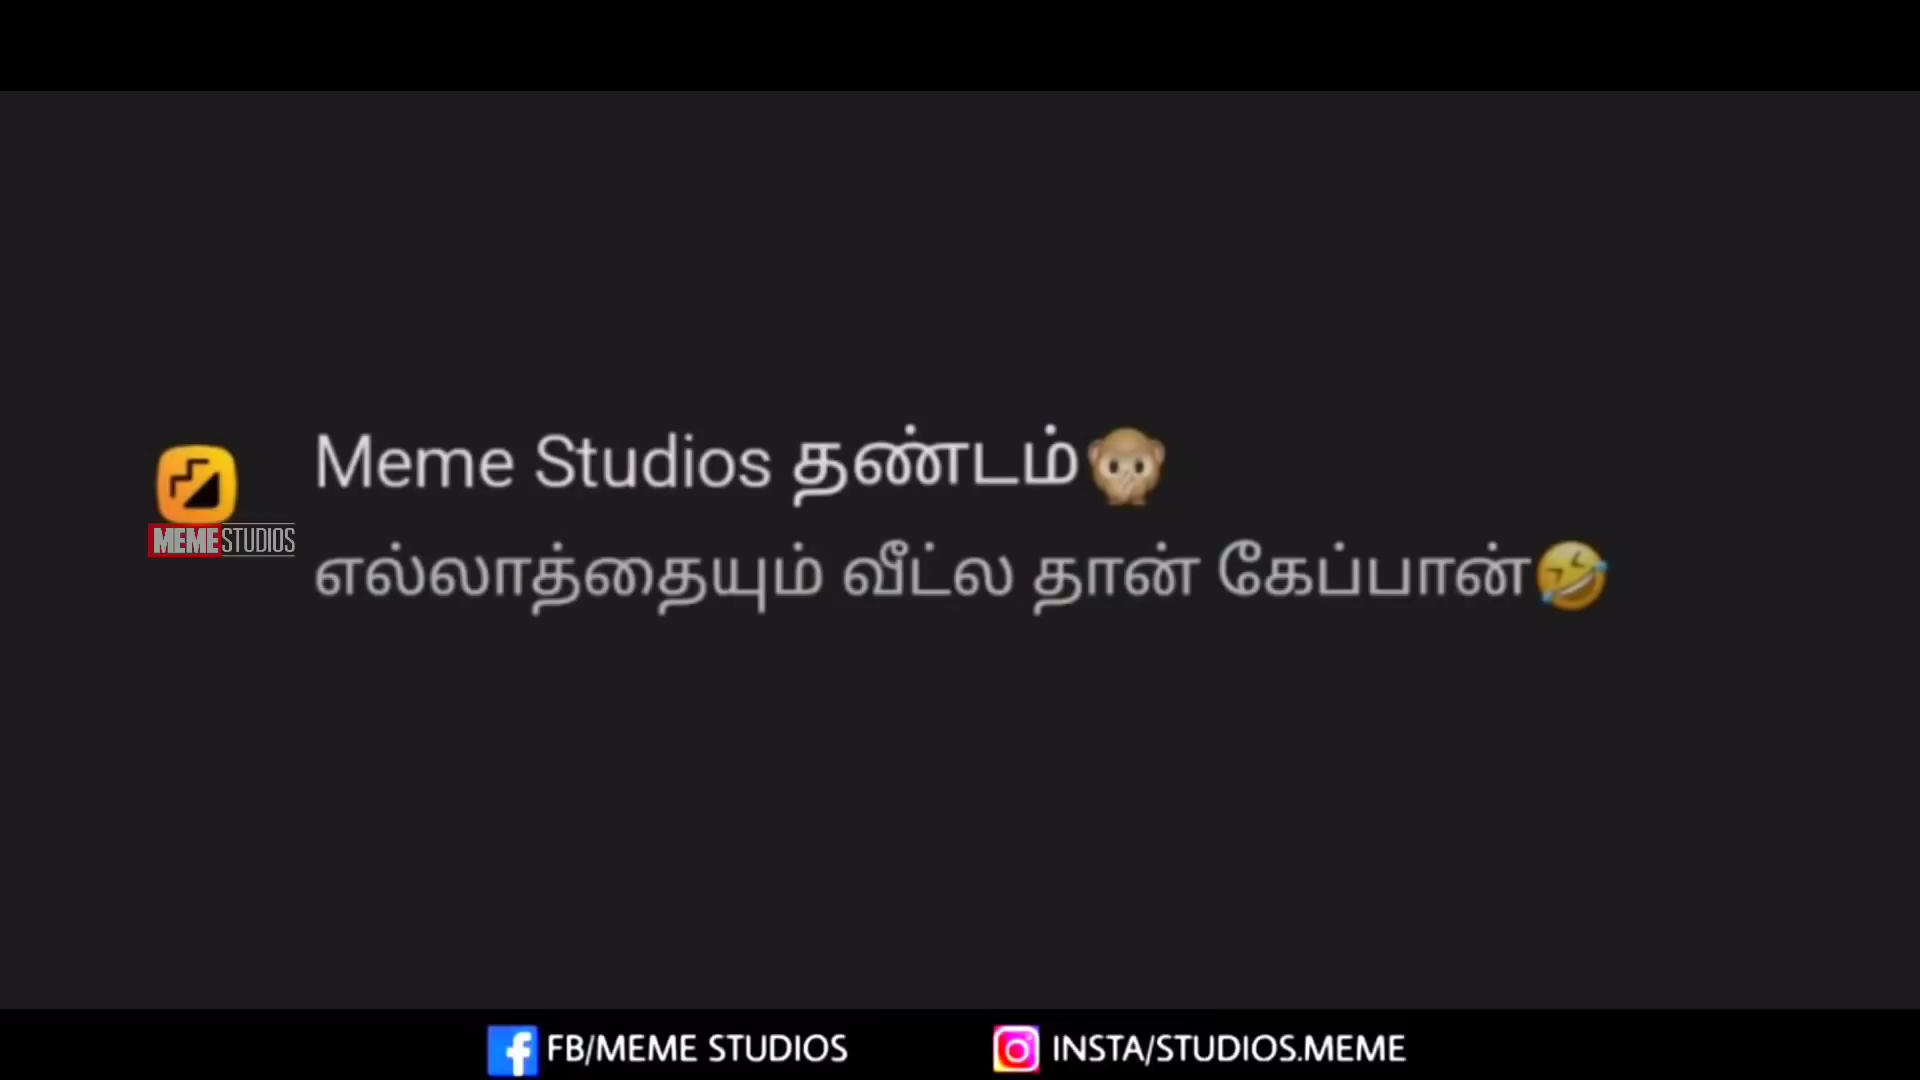 Meme Studios தண்டம்🙊
MEME STUDIOS
எல்லாத்தையும் வீட்ல தான் கேப்பான்🤣
FB/MEME STUDIOS
INSTA/STUDIOS.MEME